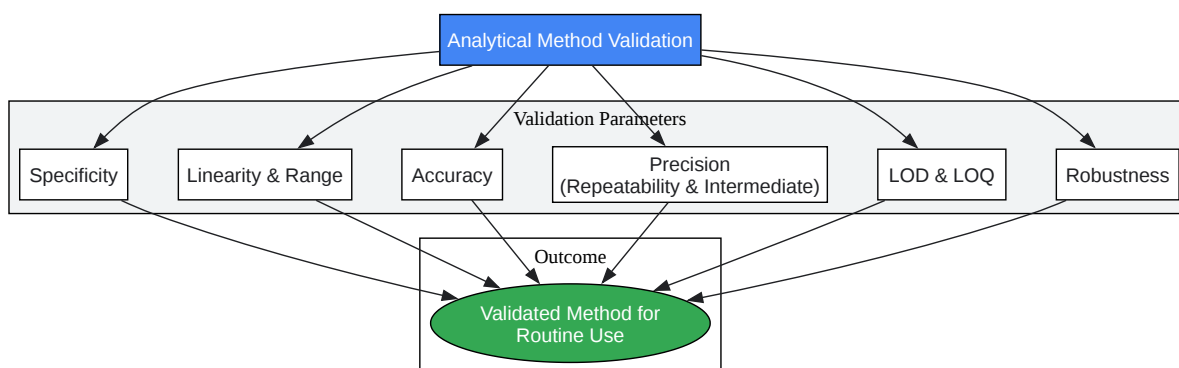 Analytical Method Validation
Validation Parameters
Specificity
Linearity & Range
Accuracy
Precision
(Repeatability & Intermediate)
LOD & LOQ
Robustness
Outcome
Validated Method for
Routine Use